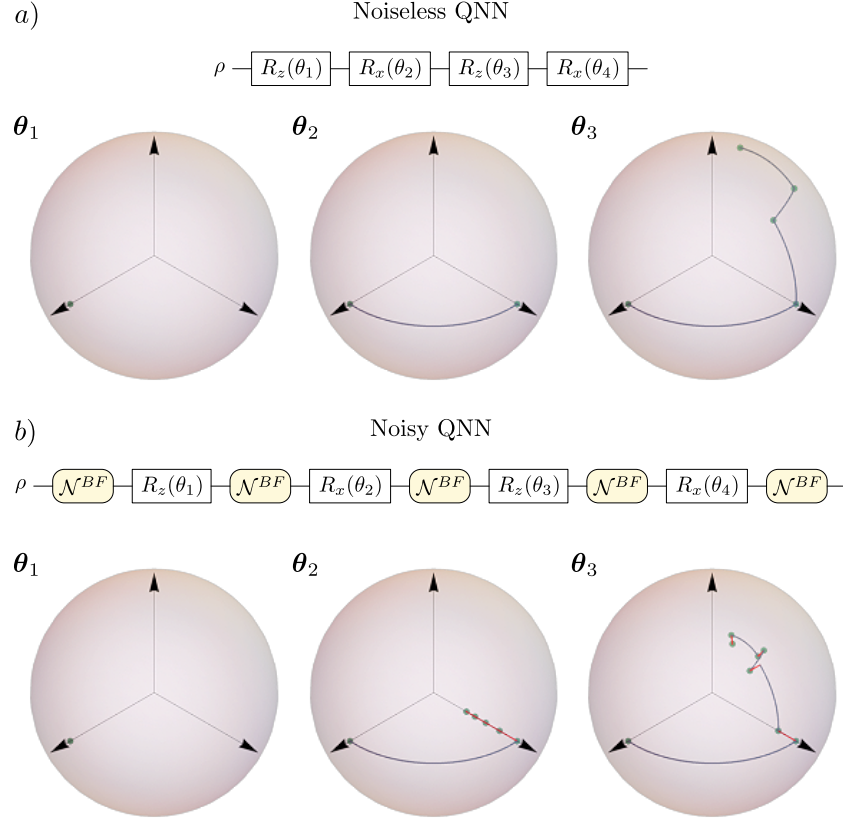 a)
Noiseless QNN
ρ R_z(θ_1) R_x(θ_2) R_z(θ_3) R_x(θ_4)
θ_1 θ_2 θ_3
b)
Noisy QNN
ρ 𝒩^{BF} R_z(θ_1) 𝒩^{BF} R_x(θ_2) 𝒩^{BF} R_z(θ_3) 𝒩^{BF} R_x(θ_4) 𝒩^{BF}
θ_1 θ_2 θ_3